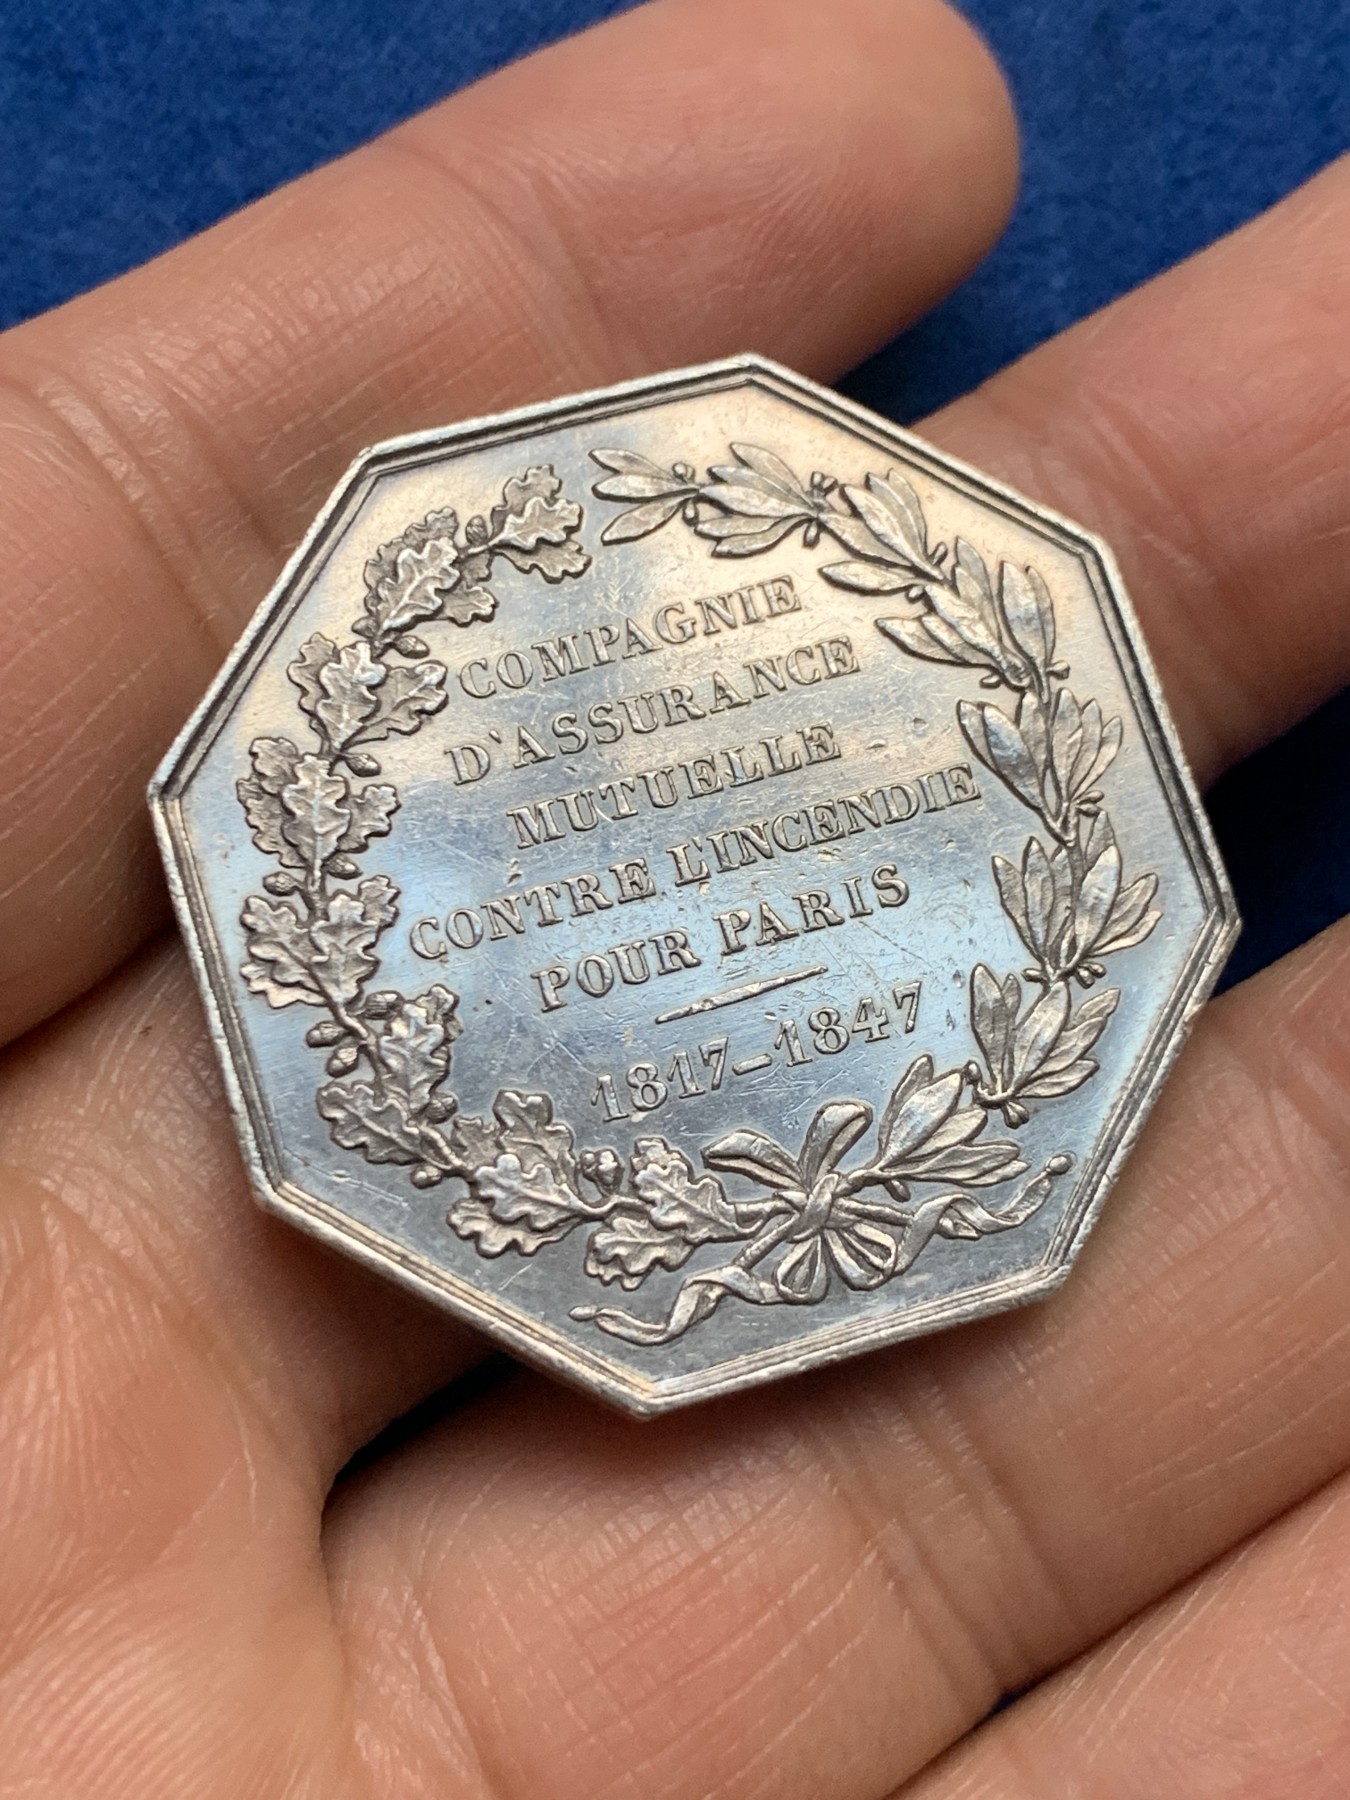 COMPAGNIE
D'ASSURANCE
MUTUELLE
CONTRE L'INCENDIE
POUR PARIS
1817-1847